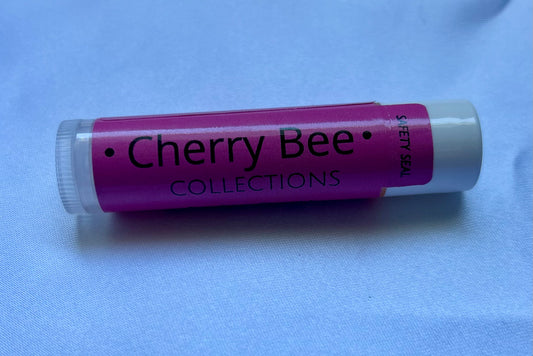 • Cherry Bee •
COLLECTIONS
SAFETY SEAL